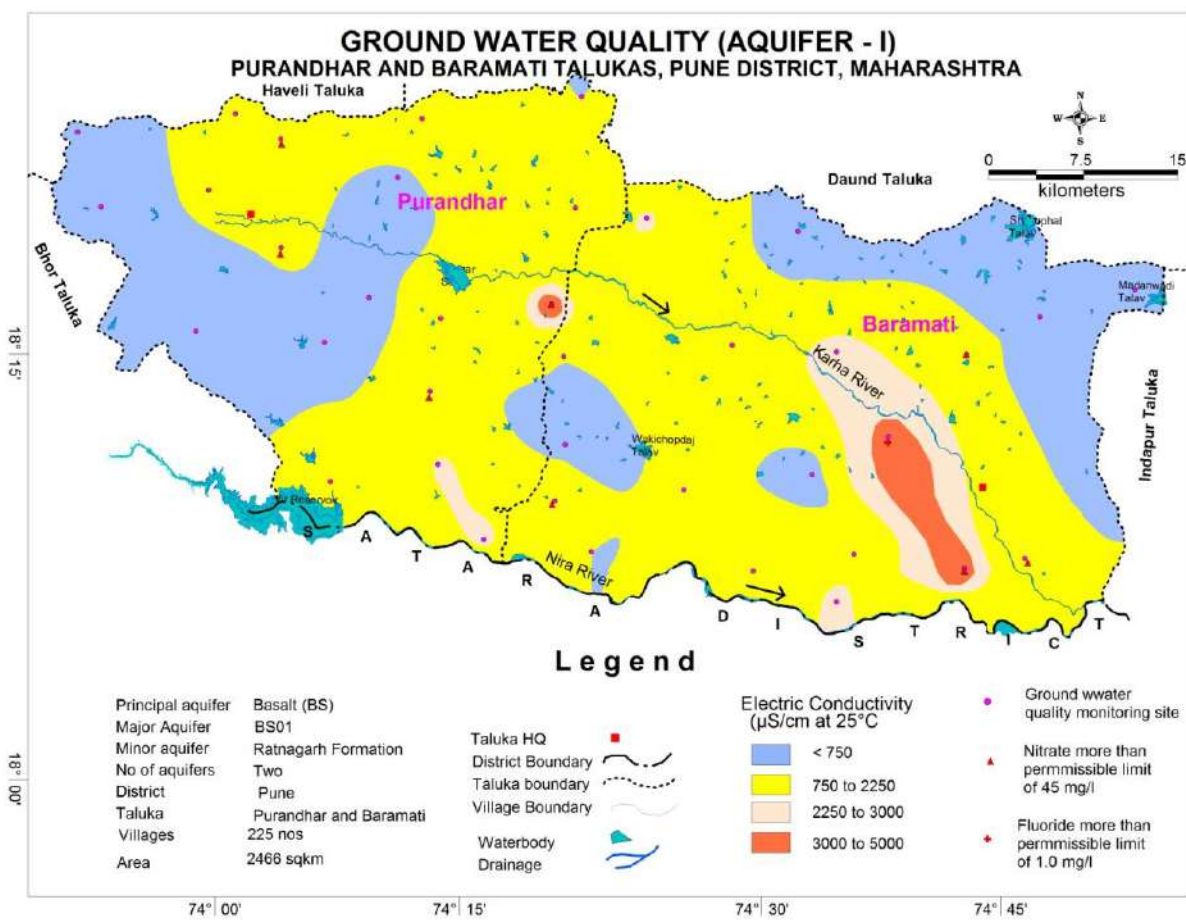 GROUND WATER QUALITY (AQUIFER - I)
PURANDHAR AND BARAMATI TALUKAS, PUNE DISTRICT, MAHARASHTRA
Haveli Taluka
N
W E
S
0 7.5 15
kilometers
Daund Taluka
Purandhar
Talav
Bhor Taluka
Madanwadi
Talav
Baramati
18°
15'
Karha River
Indapur Taluka
Talav
Reservoir
Nira River
S A T A R A D I S T R I C T
Legend
Principal aquifer Basalt (BS)
Major Aquifer BS01
Minor aquifer Ratnagarh Formation
No of aquifers Two
District Pune
Taluka Purandhar and Baramati
Villages 225 nos
Area 2466 sqkm
Taluka HQ
District Boundary
Taluka boundary
Village Boundary
Waterbody
Drainage
Electric Conductivity
(µS/cm at 25°C
< 750
750 to 2250
2250 to 3000
3000 to 5000
Ground wwater
quality monitoring site
Nitrate more than
permmissible limit
of 45 mg/l
Fluoride more than
permmissible limit
of 1.0 mg/l
18°
00'
74° 00' 74° 15' 74° 30' 74° 45'